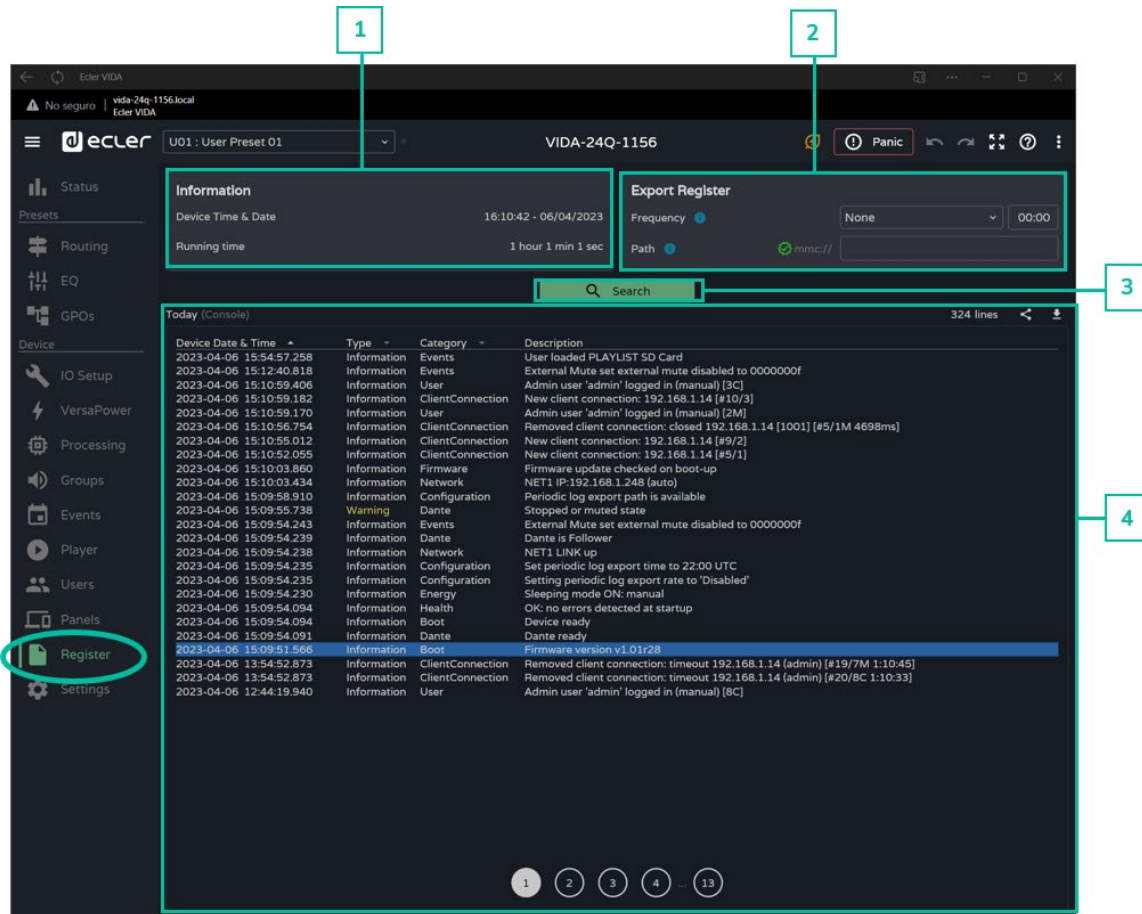 1
2
Ecler VIDA
No seguro | vida-24q-1156.local
Ecler VIDA
ecler
U01 : User Preset 01
VIDA-24Q-1156
Panic
Status
Presets
Routing
EQ
GPOs
Device
IO Setup
VersaPower
Processing
Groups
Events
Player
Users
Panels
Register
Settings
Information
Device Time & Date 16:10:42 - 06/04/2023
Running time 1 hour 1 min 1 sec
Export Register
Frequency None 00:00
Path mmc://
Search
3
Today (Console) 324 lines
Device Date & Time Type Category Description
2023-04-06 15:54:57.258 Information Events User loaded PLAYLIST SD Card
2023-04-06 15:12:40.818 Information Events External Mute set external mute disabled to 0000000f
2023-04-06 15:10:59.406 Information User Admin user 'admin' logged in (manual) [3C]
2023-04-06 15:10:59.182 Information ClientConnection New client connection: 192.168.1.14 [#10/3]
2023-04-06 15:10:59.170 Information User Admin user 'admin' logged in (manual) [2M]
2023-04-06 15:10:56.754 Information ClientConnection Removed client connection: closed 192.168.1.14 [1001] [#5/1M 4698ms]
2023-04-06 15:10:55.012 Information ClientConnection New client connection: 192.168.1.14 [#9/2]
2023-04-06 15:10:52.055 Information ClientConnection New client connection: 192.168.1.14 [#5/1]
2023-04-06 15:10:03.860 Information Firmware Firmware update checked on boot-up
2023-04-06 15:10:03.434 Information Network NET1 IP:192.168.1.248 (auto)
2023-04-06 15:09:58.910 Information Configuration Periodic log export path is available
2023-04-06 15:09:55.738 Warning Dante Stopped or muted state
2023-04-06 15:09:54.243 Information Events External Mute set external mute disabled to 0000000f
2023-04-06 15:09:54.239 Information Dante Dante is Follower
2023-04-06 15:09:54.238 Information Network NET1 LINK up
2023-04-06 15:09:54.235 Information Configuration Set periodic log export time to 22:00 UTC
2023-04-06 15:09:54.235 Information Configuration Setting periodic log export rate to 'Disabled'
2023-04-06 15:09:54.230 Information Energy Sleeping mode ON: manual
2023-04-06 15:09:54.094 Information Health OK: no errors detected at startup
2023-04-06 15:09:54.094 Information Boot Device ready
2023-04-06 15:09:54.091 Information Dante Dante ready
2023-04-06 15:09:51.566 Information Boot Firmware version v1.01r28
2023-04-06 13:54:52.873 Information ClientConnection Removed client connection: timeout 192.168.1.14 (admin) [#19/7M 1:10:45]
2023-04-06 13:54:52.873 Information ClientConnection Removed client connection: timeout 192.168.1.14 (admin) [#20/8C 1:10:33]
2023-04-06 12:44:19.940 Information User Admin user 'admin' logged in (manual) [8C]
4
1 2 3 4 ... 13